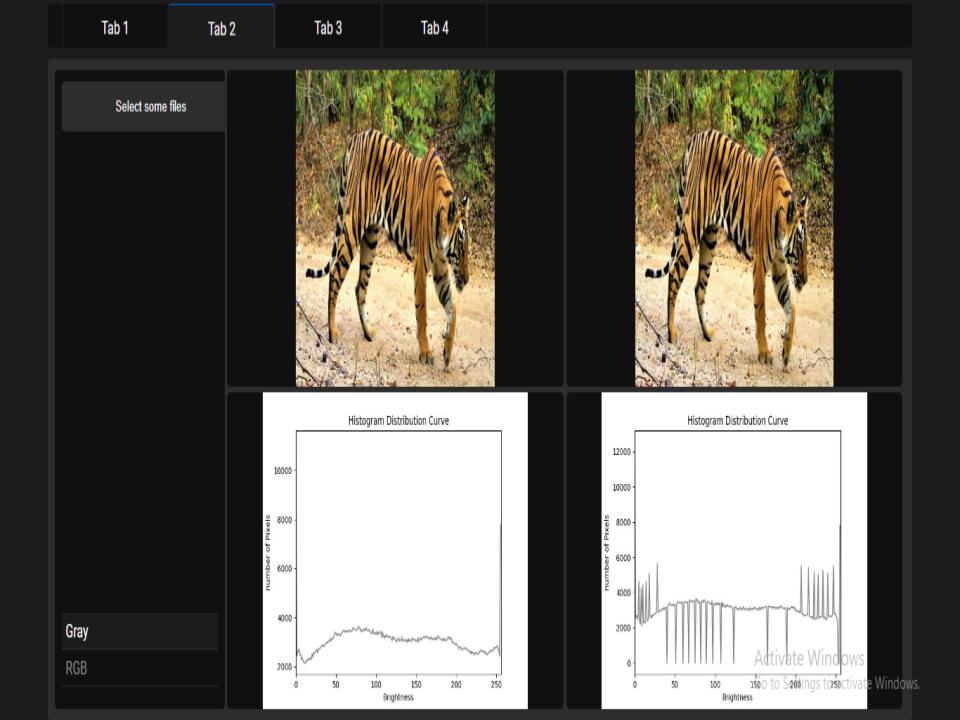 Tab 1
Tab 2
Tab 3
Tab 4
Select some files
Gray
RGB
Histogram Distribution Curve
number of Pixels
10000
8000
6000
4000
2000
0 50 100 150 200 250
Brightness
Histogram Distribution Curve
number of Pixels
12000
10000
8000
6000
4000
2000
0
0 50 100 150 200 250
Brightness
Activate Windows
Go to Settings to activate Windows.